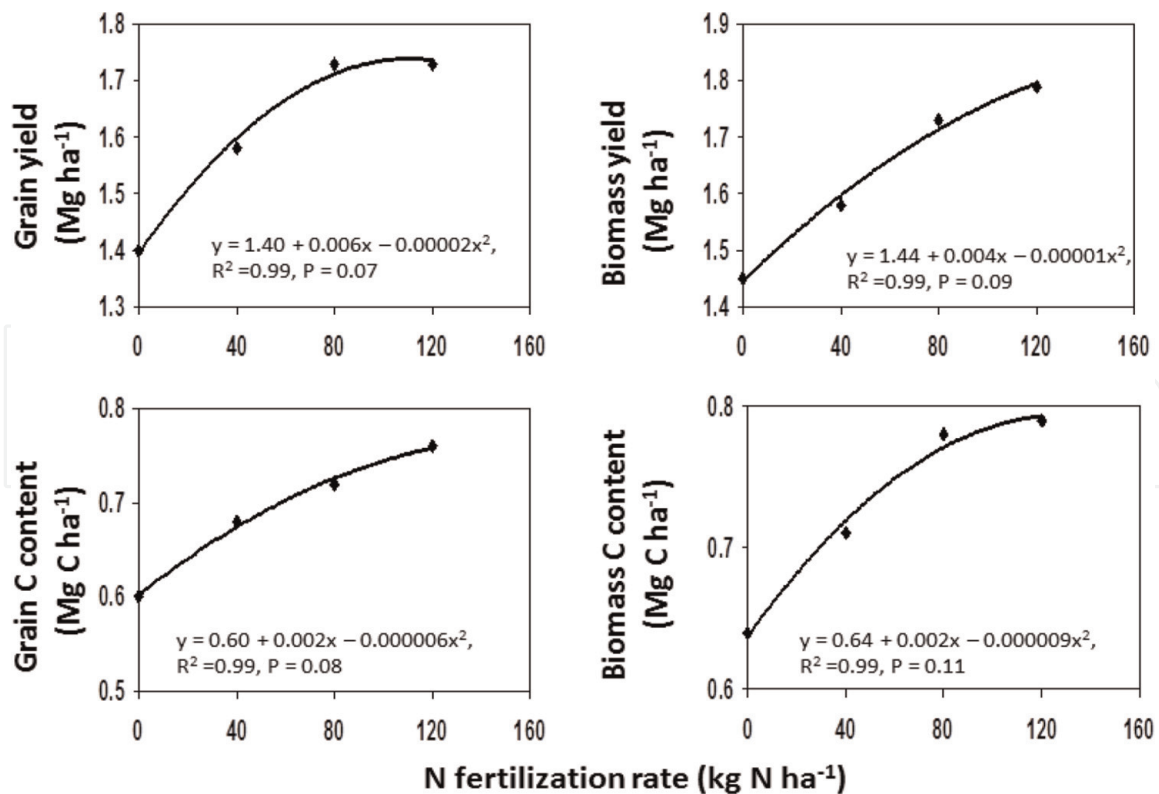 Grain yield
(Mg ha⁻¹)
1.8
1.7
1.6
1.5
1.4
1.3
y = 1.40 + 0.006x – 0.00002x²,
R² =0.99, P = 0.07
0 40 80 120 160
Biomass yield
(Mg ha⁻¹)
1.9
1.8
1.7
1.6
1.5
1.4
y = 1.44 + 0.004x – 0.00001x²,
R² =0.99, P = 0.09
0 40 80 120 160
Grain C content
(Mg C ha⁻¹)
0.8
0.7
0.6
0.5
y = 0.60 + 0.002x – 0.000006x²,
R² =0.99, P = 0.08
0 40 80 120 160
Biomass C content
(Mg C ha⁻¹)
0.8
0.7
0.6
y = 0.64 + 0.002x – 0.000009x²,
R² =0.99, P = 0.11
0 40 80 120 160
N fertilization rate (kg N ha⁻¹)